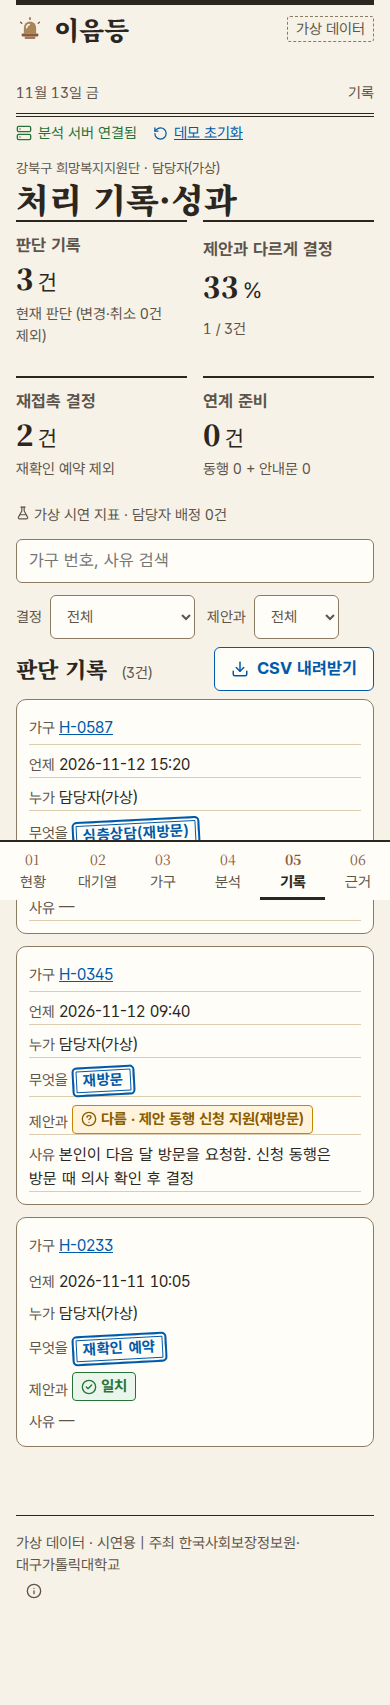 이음등
가상 데이터
11월 13일 금
기록
분석 서버 연결됨
데모 초기화
강북구 희망복지지원단 · 담당자(가상)
처리 기록·성과
판단 기록
3 건
현재 판단 (변경·취소 0건
제외)
제안과 다르게 결정
33 %
1 / 3건
재접촉 결정
2 건
재확인 예약 제외
연계 준비
0 건
동행 0 + 안내문 0
가상 시연 지표 · 담당자 배정 0건
가구 번호, 사유 검색
결정 전체 제안과 전체
판단 기록 (3건)
CSV 내려받기
가구 H-0587
언제 2026-11-12 15:20
누가 담당자(가상)
무엇을 심층상담(재방문)
01 현황
02 대기열
03 가구
04 분석
05 기록
06 근거
사유 —
가구 H-0345
언제 2026-11-12 09:40
누가 담당자(가상)
무엇을 재방문
제안과 다름 · 제안 동행 신청 지원(재방문)
사유 본인이 다음 달 방문을 요청함. 신청 동행은
방문 때 의사 확인 후 결정
가구 H-0233
언제 2026-11-11 10:05
누가 담당자(가상)
무엇을 재확인 예약
제안과 일치
사유 —
가상 데이터 · 시연용 | 주최 한국사회보장정보원·
대구가톨릭대학교